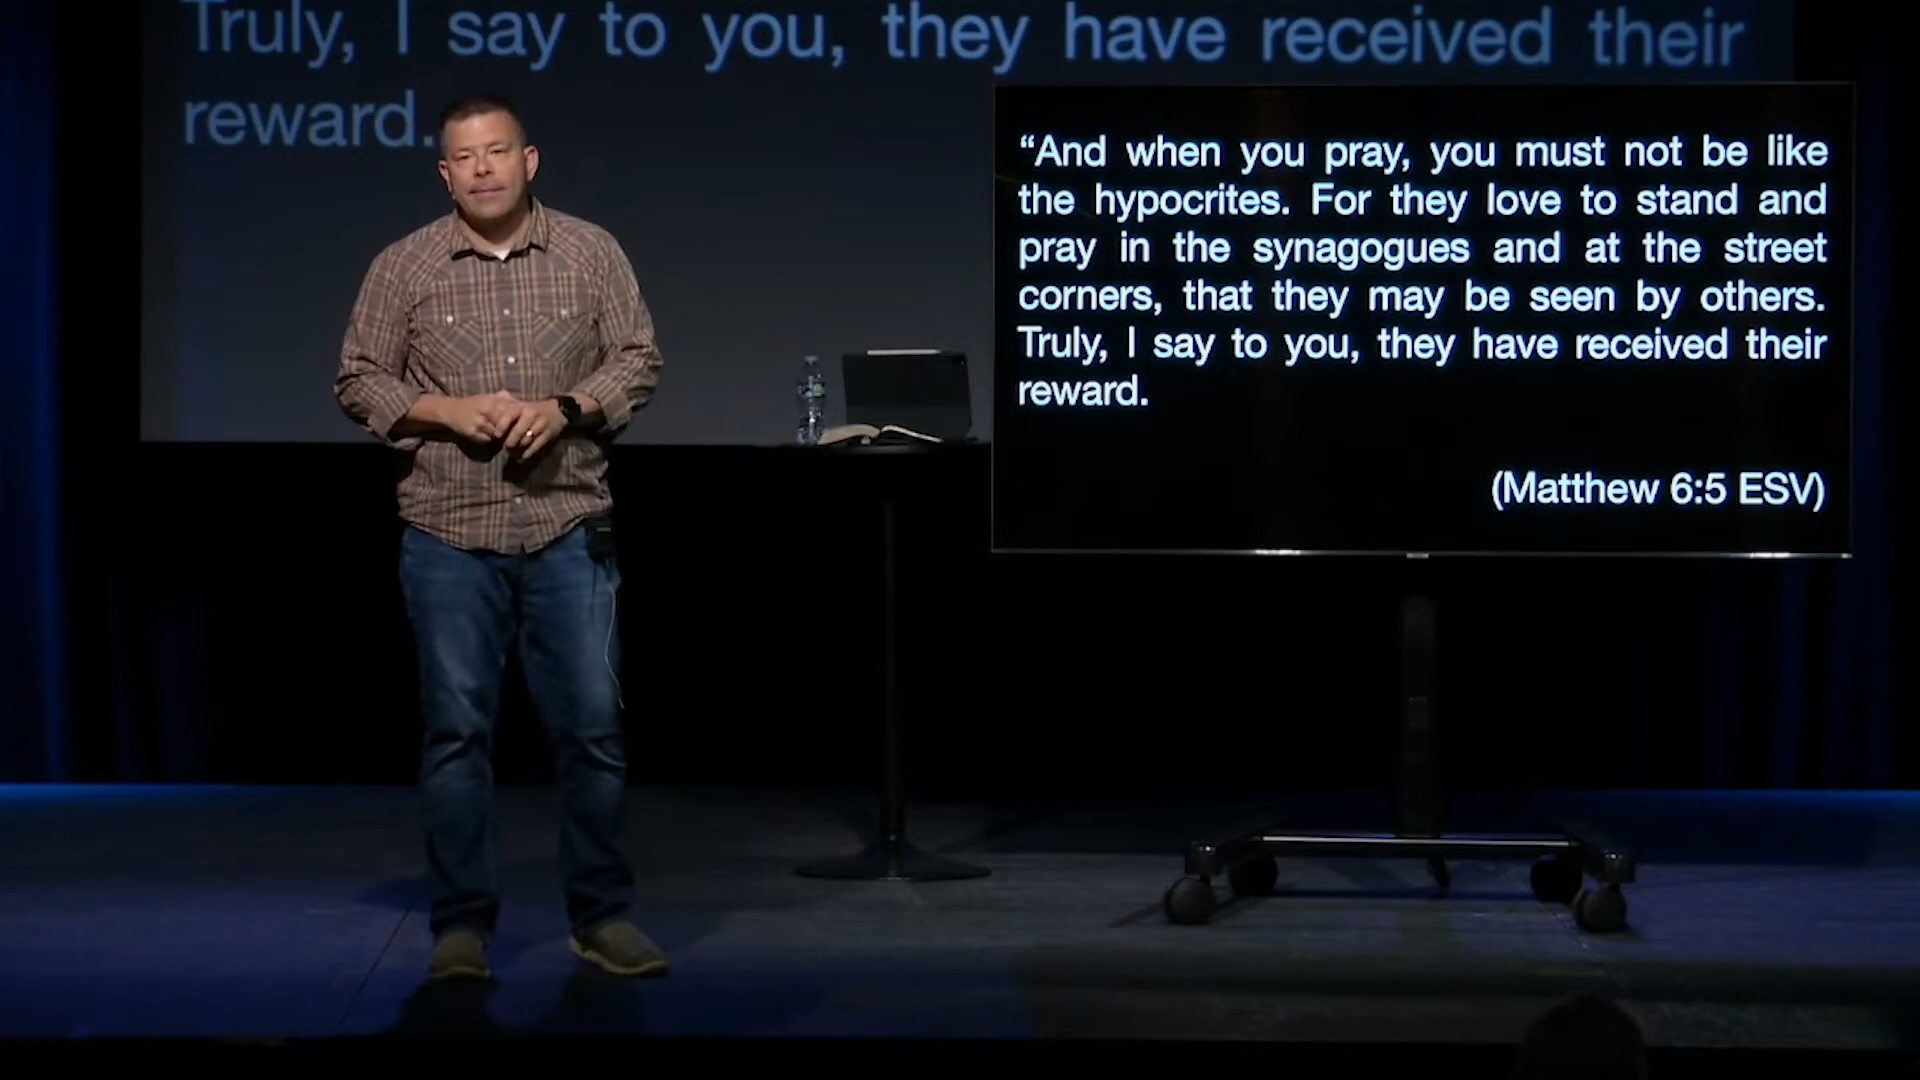 Truly, I say to you, they have received their
reward.
“And when you pray, you must not be like
the hypocrites. For they love to stand and
pray in the synagogues and at the street
corners, that they may be seen by others.
Truly, I say to you, they have received their
reward.
(Matthew 6:5 ESV)